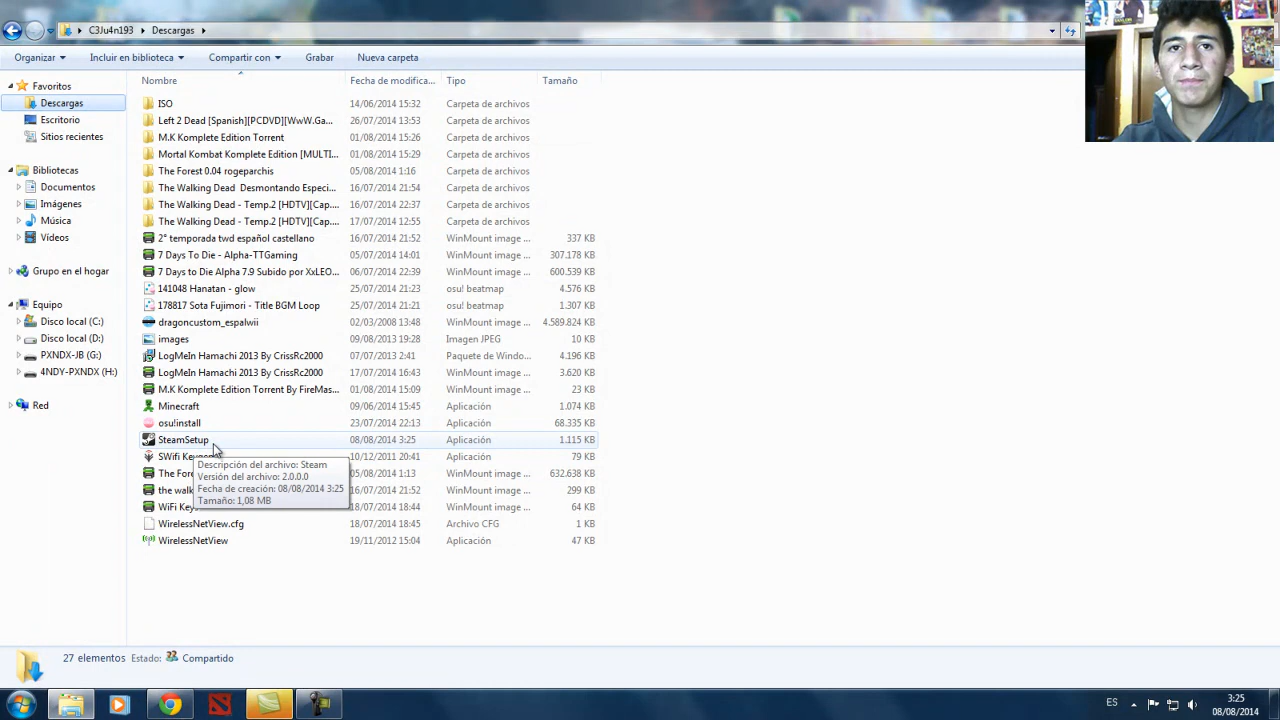 C3Ju4n193 Descargas
Organizar Incluir en biblioteca Compartir con Grabar Nueva carpeta
Nombre Fecha de modifica... Tipo Tamaño
Favoritos
Descargas
Escritorio
Sitios recientes
Bibliotecas
Documentos
Imágenes
Música
Vídeos
Grupo en el hogar
Equipo
Disco local (C:)
Disco local (D:)
PXNDX-JB (G:)
4NDY-PXNDX (H:)
Red
ISO 14/06/2014 15:32 Carpeta de archivos
Left 2 Dead [Spanish][PCDVD][WwW.Ga... 26/07/2014 13:53 Carpeta de archivos
M.K Komplete Edition Torrent 01/08/2014 15:26 Carpeta de archivos
Mortal Kombat Komplete Edition [MULTI... 01/08/2014 15:29 Carpeta de archivos
The Forest 0.04 rogeparchis 05/08/2014 1:16 Carpeta de archivos
The Walking Dead Desmontando Especi... 16/07/2014 21:54 Carpeta de archivos
The Walking Dead - Temp.2 [HDTV][Cap.... 16/07/2014 22:37 Carpeta de archivos
The Walking Dead - Temp.2 [HDTV][Cap.... 17/07/2014 12:55 Carpeta de archivos
2° temporada twd español castellano 16/07/2014 21:52 WinMount image ... 337 KB
7 Days To Die - Alpha-TTGaming 05/07/2014 14:01 WinMount image ... 307.178 KB
7 Days to Die Alpha 7.9 Subido por XxLEO... 06/07/2014 22:39 WinMount image ... 600.539 KB
141048 Hanatan - glow 25/07/2014 21:23 osu! beatmap 4.576 KB
178817 Sota Fujimori - Title BGM Loop 25/07/2014 21:21 osu! beatmap 1.307 KB
dragoncustom_espalwii 02/03/2008 13:48 WinMount image ... 4.589.824 KB
images 09/08/2013 19:28 Imagen JPEG 10 KB
LogMeIn Hamachi 2013 By CrissRc2000 07/07/2013 2:41 Paquete de Windo... 4.196 KB
LogMeIn Hamachi 2013 By CrissRc2000 17/07/2014 16:43 WinMount image ... 3.620 KB
M.K Komplete Edition Torrent By FireMas... 01/08/2014 15:09 WinMount image ... 23 KB
Minecraft 09/06/2014 15:45 Aplicación 1.074 KB
osu!install 23/07/2014 22:13 Aplicación 68.335 KB
SteamSetup 08/08/2014 3:25 Aplicación 1.115 KB
SWifi 10/12/2011 20:41 Aplicación 79 KB
The Fore 05/08/2014 1:13 WinMount image ... 632.638 KB
the walk 16/07/2014 21:52 WinMount image ... 299 KB
WiFi Key 18/07/2014 18:44 WinMount image ... 64 KB
WirelessNetView.cfg 18/07/2014 18:45 Archivo CFG 1 KB
WirelessNetView 19/11/2012 15:04 Aplicación 47 KB
Descripción del archivo: Steam
Versión del archivo: 2.0.0.0
Fecha de creación: 08/08/2014 3:25
Tamaño: 1,08 MB
27 elementos Estado: Compartido
ES 3:25
08/08/2014